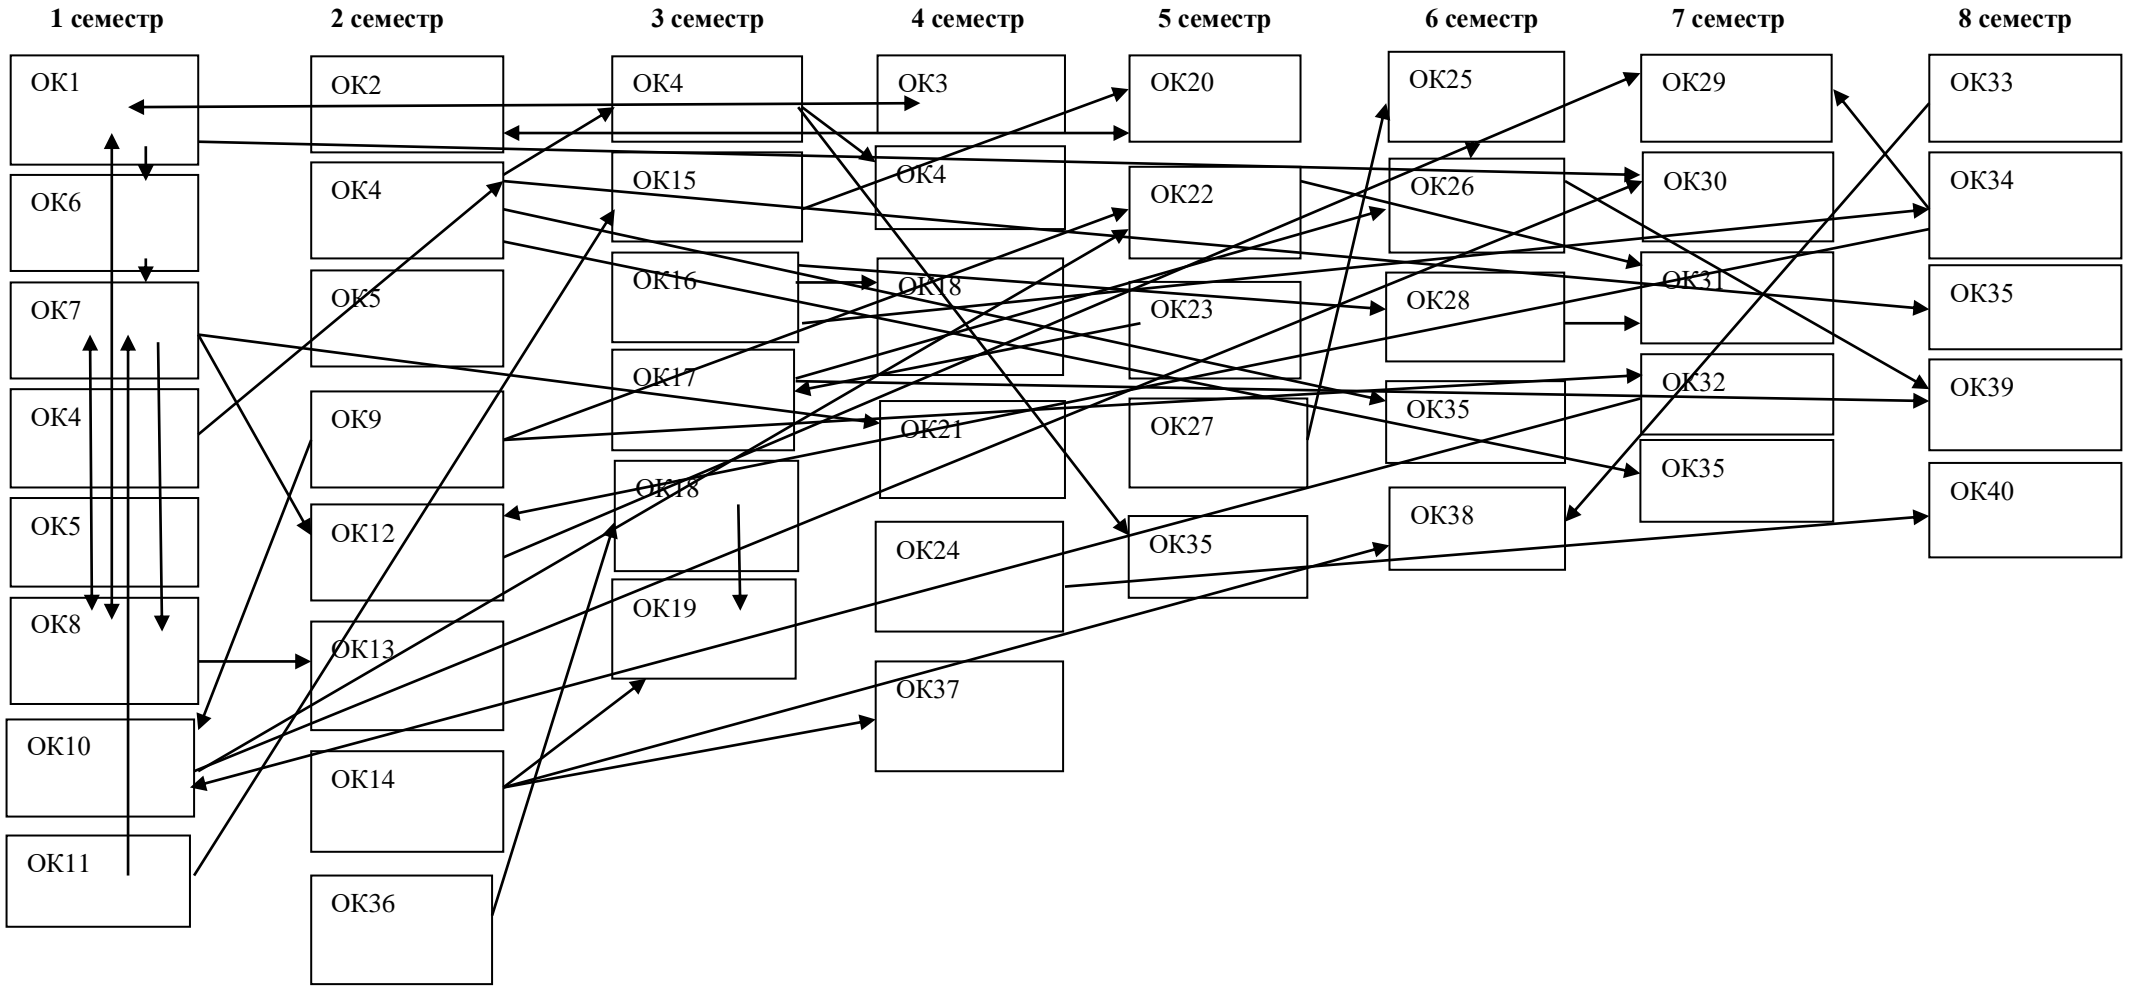 1 семестр
2 семестр
3 семестр
4 семестр
5 семестр
6 семестр
7 семестр
8 семестр
ОК1
ОК6
ОК7
ОК4
ОК5
ОК8
ОК10
ОК11
ОК2
ОК4
ОК5
ОК9
ОК12
ОК13
ОК14
ОК36
ОК4
ОК15
ОК16
ОК17
ОК18
ОК19
ОК3
ОК4
ОК18
ОК21
ОК24
ОК37
ОК20
ОК22
ОК23
ОК27
ОК35
ОК25
ОК26
ОК28
ОК35
ОК38
ОК29
ОК30
ОК31
ОК32
ОК35
ОК33
ОК34
ОК35
ОК39
ОК40